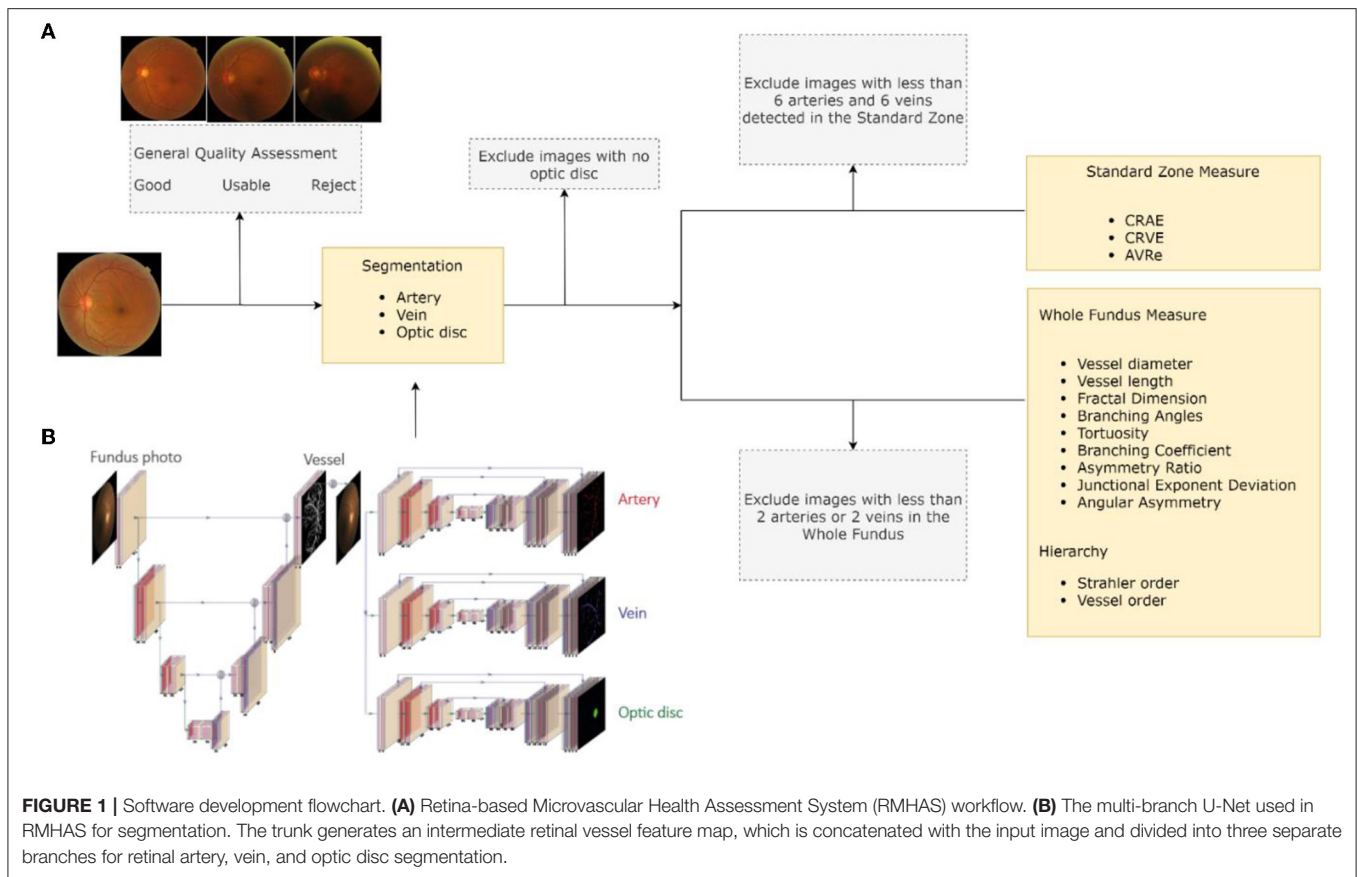 A
General Quality Assessment
Good Usable Reject
Exclude images with no
optic disc
Exclude images with less than
6 arteries and 6 veins
detected in the Standard Zone
Segmentation
• Artery
• Vein
• Optic disc
Standard Zone Measure
• CRAE
• CRVE
• AVRe
Whole Fundus Measure
• Vessel diameter
• Vessel length
• Fractal Dimension
• Branching Angles
• Tortuosity
• Branching Coefficient
• Asymmetry Ratio
• Junctional Exponent Deviation
• Angular Asymmetry
Hierarchy
• Strahler order
• Vessel order
Exclude images with less than
2 arteries or 2 veins in the
Whole Fundus
B
Fundus photo
Vessel
Artery
Vein
Optic disc
FIGURE 1 | Software development flowchart. (A) Retina-based Microvascular Health Assessment System (RMHAS) workflow. (B) The multi-branch U-Net used in
RMHAS for segmentation. The trunk generates an intermediate retinal vessel feature map, which is concatenated with the input image and divided into three separate
branches for retinal artery, vein, and optic disc segmentation.